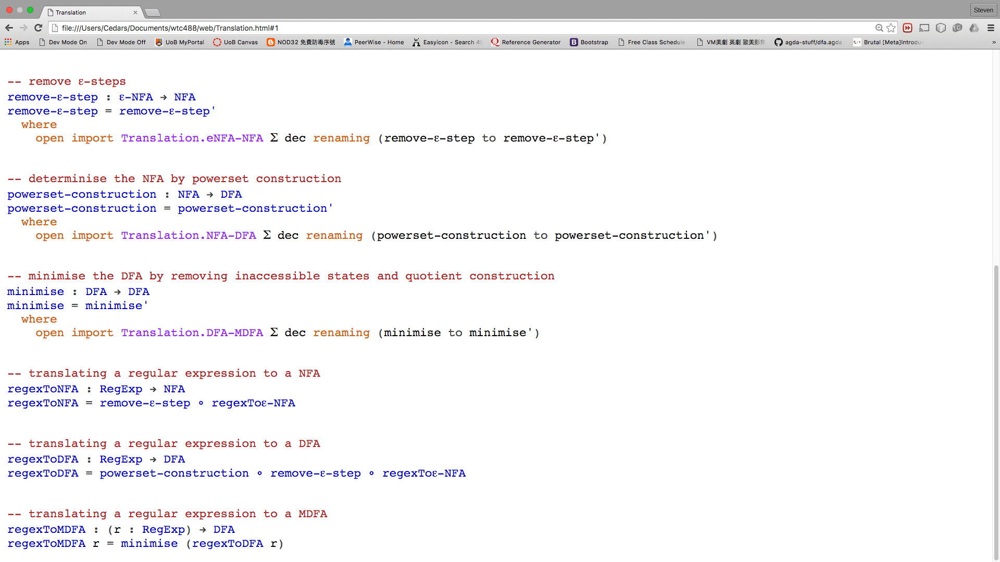 Translation
Steven
file:///Users/Cedars/Documents/wtc488/web/Translation.html#1
Apps Dev Mode On Dev Mode Off UoB MyPortal UoB Canvas NOD32 免費防毒序號 PeerWise - Home Easyicon - Search 49 Reference Generator Bootstrap Free Class Schedule VM美劇 英劇 歐美影集 agda-stuff/dfa.agda Brutal [Meta]Introduc »
-- remove ε-steps
remove-ε-step : ε-NFA → NFA
remove-ε-step = remove-ε-step'
where
open import Translation.eNFA-NFA Σ dec renaming (remove-ε-step to remove-ε-step')
-- determinise the NFA by powerset construction
powerset-construction : NFA → DFA
powerset-construction = powerset-construction'
where
open import Translation.NFA-DFA Σ dec renaming (powerset-construction to powerset-construction')
-- minimise the DFA by removing inaccessible states and quotient construction
minimise : DFA → DFA
minimise = minimise'
where
open import Translation.DFA-MDFA Σ dec renaming (minimise to minimise')
-- translating a regular expression to a NFA
regexToNFA : RegExp → NFA
regexToNFA = remove-ε-step ∘ regexToε-NFA
-- translating a regular expression to a DFA
regexToDFA : RegExp → DFA
regexToDFA = powerset-construction ∘ remove-ε-step ∘ regexToε-NFA
-- translating a regular expression to a MDFA
regexToMDFA : (r : RegExp) → DFA
regexToMDFA r = minimise (regexToDFA r)